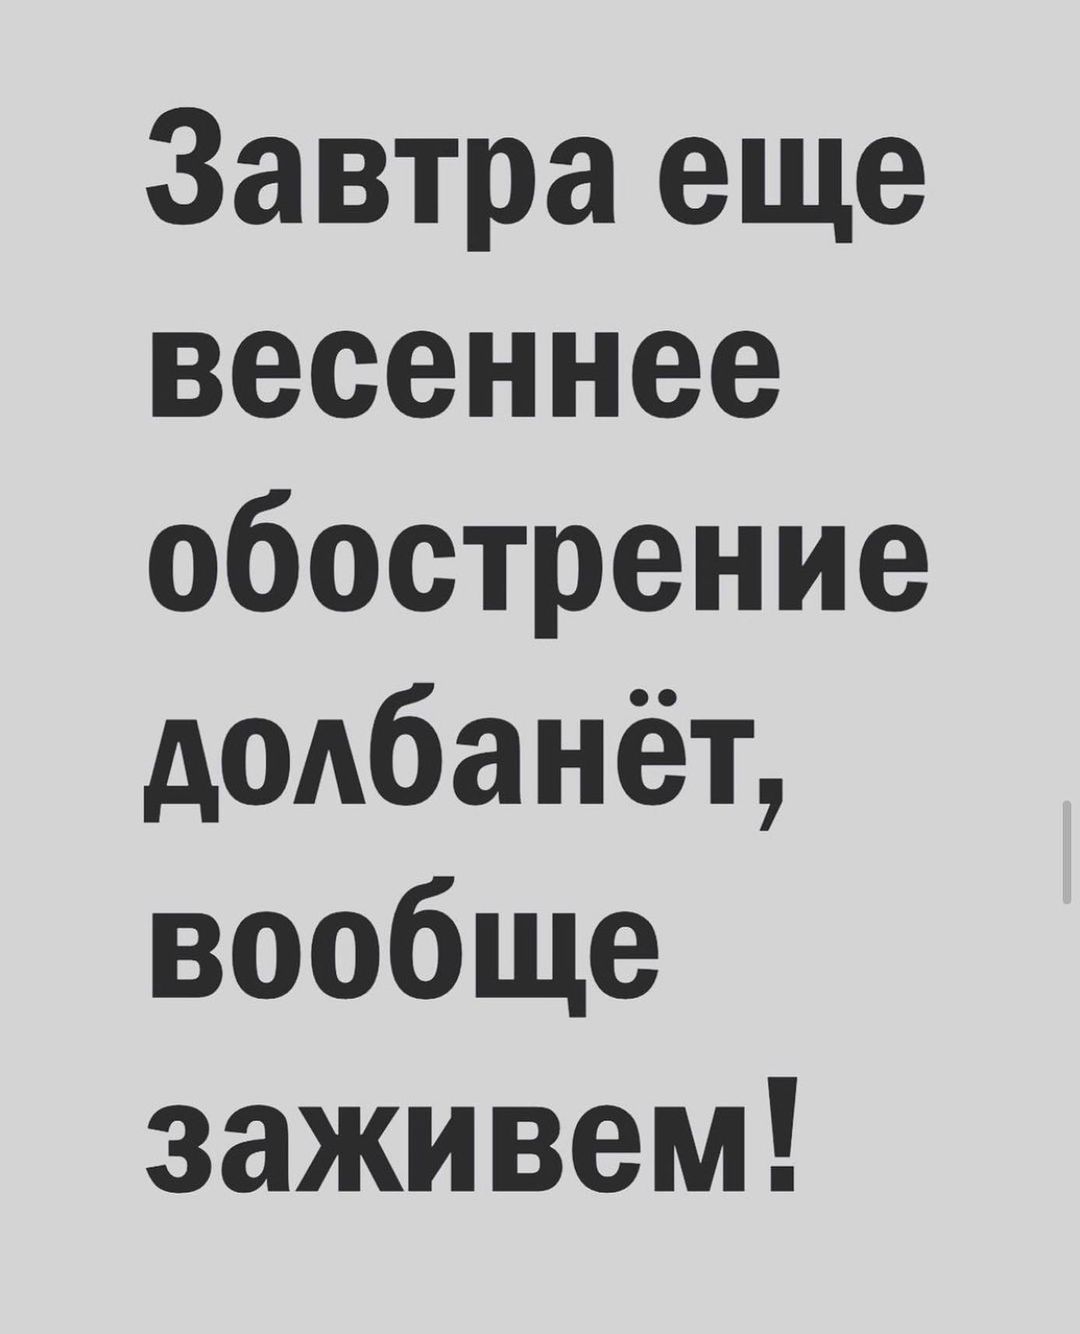 Завтра еще
весеннее
обострение
долбанёт,
вообще
заживем!